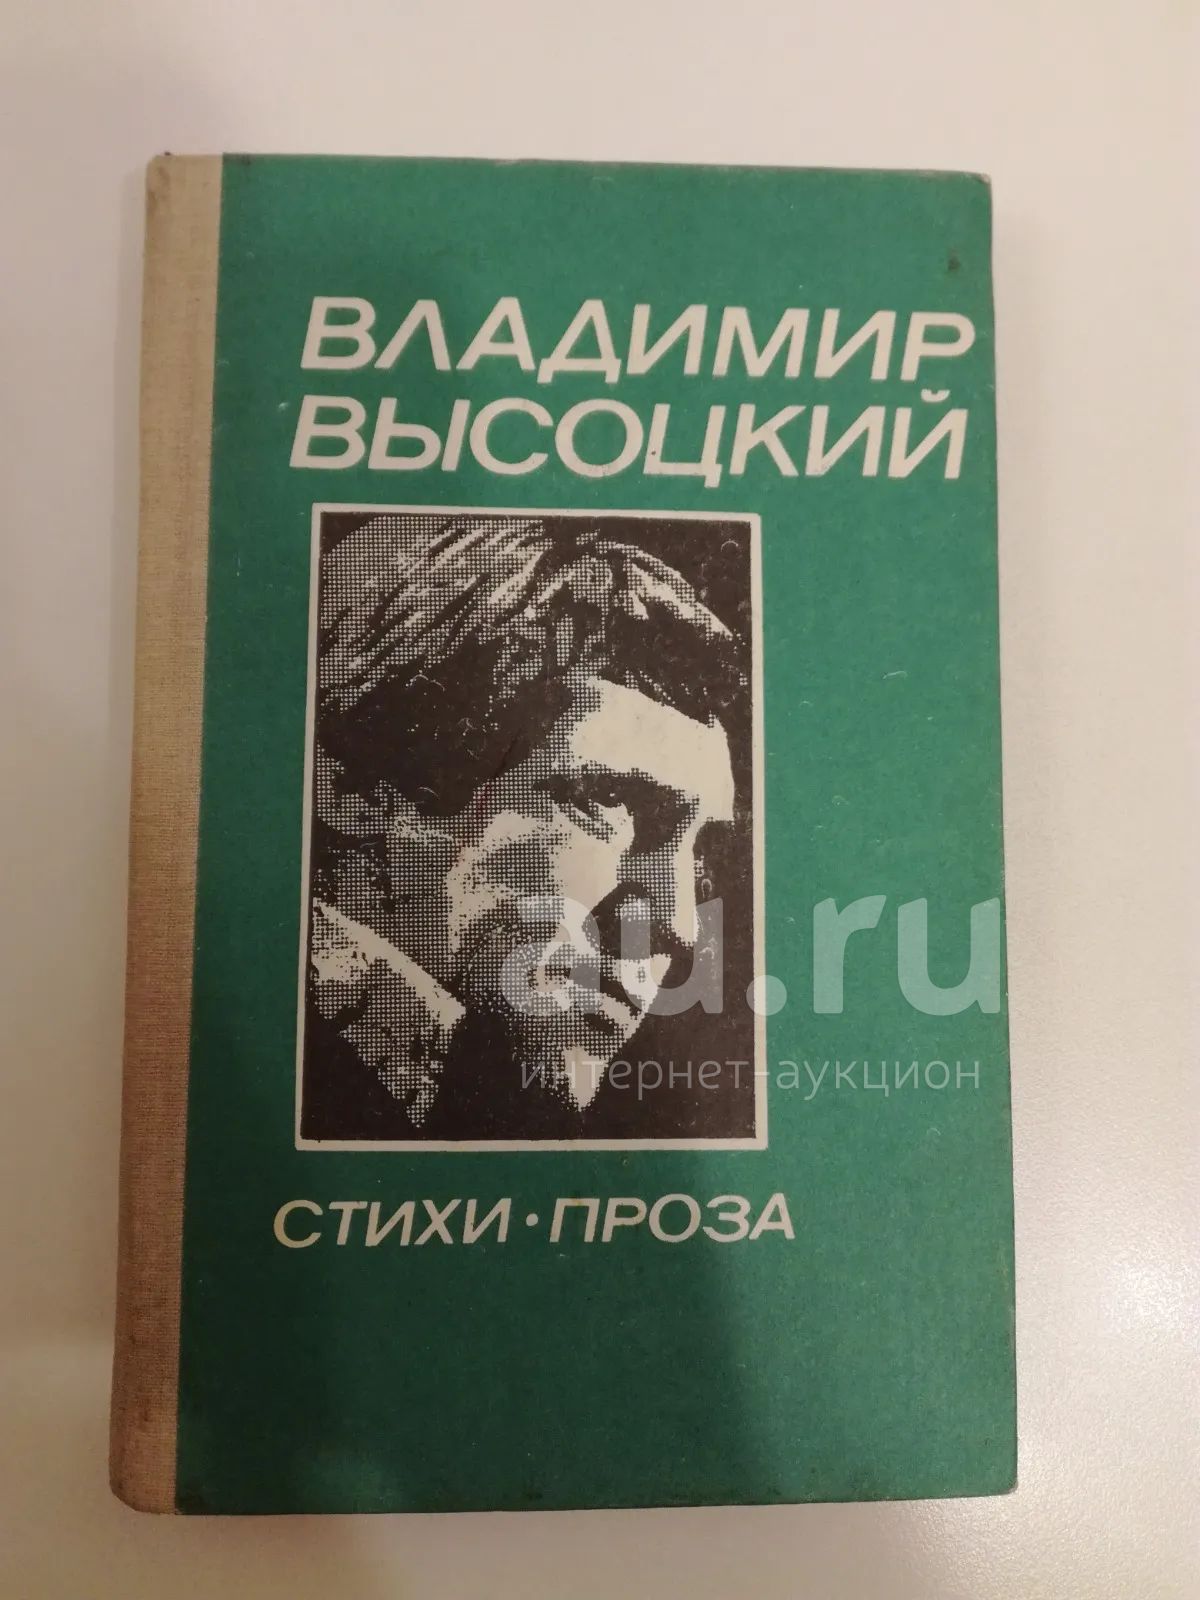 ВЛАДИМИР
ВЫСОЦКИЙ
au.ru
интернет-аукцион
СТИХИ • ПРОЗА